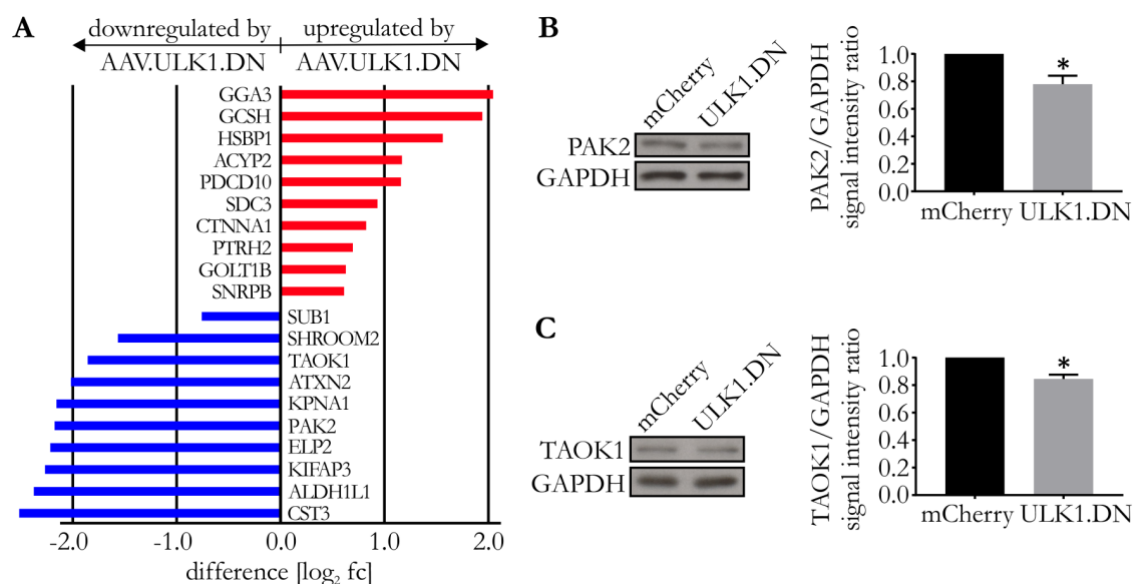 A
downregulated by
AAV.ULK1.DN
upregulated by
AAV.ULK1.DN
GGA3
GCSH
HSBP1
ACYP2
PDCD10
SDC3
CTNNA1
PTRH2
GOLT1B
SNRPB
SUB1
SHROOM2
TAOK1
ATXN2
KPNA1
PAK2
ELP2
KIFAP3
ALDH1L1
CST3
-2.0 -1.0 0.0 1.0 2.0
difference [log₂ fc]
B
mCherry
ULK1.DN
PAK2
GAPDH
PAK2/GAPDH
signal intensity ratio
1.0
0.8
0.6
0.4
0.2
0.0
*
mCherry ULK1.DN
C
mCherry
ULK1.DN
TAOK1
GAPDH
TAOK1/GAPDH
signal intensity ratio
1.0
0.8
0.6
0.4
0.2
0.0
*
mCherry ULK1.DN